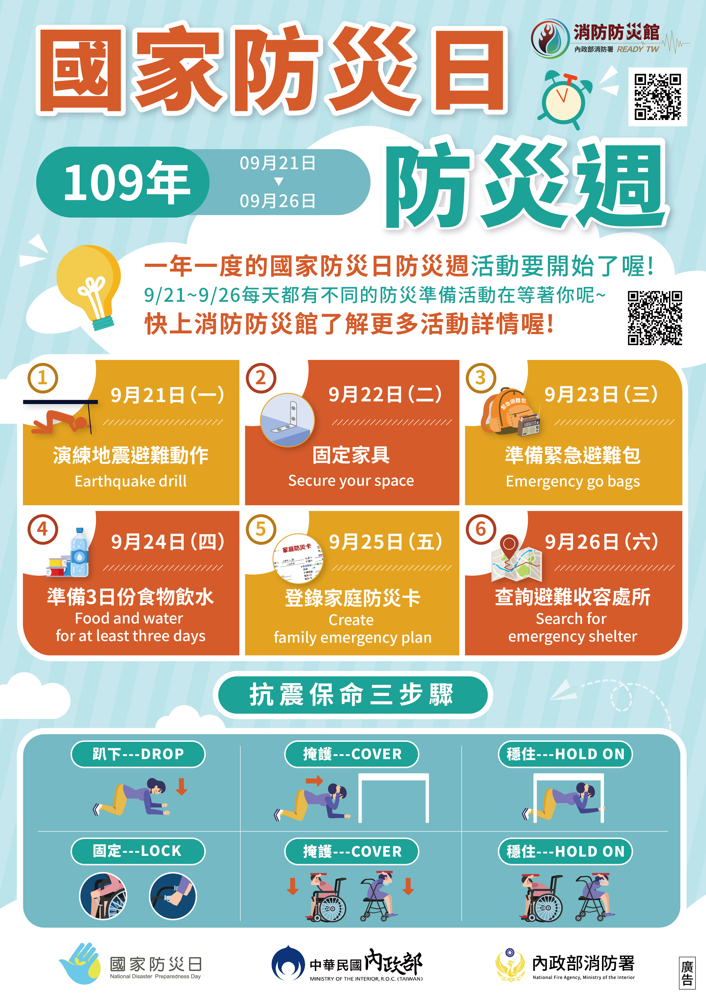 國家防災日
消防防災館
內政部消防署 READY TW
109年
09月21日
09月26日
防災週
一年一度的國家防災日防災週活動要開始了喔!
9/21~9/26每天都有不同的防災準備活動在等著你呢~
快上消防防災館了解更多活動詳情喔!
1
9月21日(一)
演練地震避難動作
Earthquake drill
2
9月22日(二)
固定家具
Secure your space
3
緊急避難包
9月23日(三)
準備緊急避難包
Emergency go bags
4
9月24日(四)
準備3日份食物飲水
Food and water
for at least three days
5
家庭防災卡
9月25日(五)
登錄家庭防災卡
Create
family emergency plan
6
9月26日(六)
查詢避難收容處所
Search for
emergency shelter
抗震保命三步驟
趴下---DROP
掩護---COVER
穩住---HOLD ON
固定---LOCK
掩護---COVER
穩住---HOLD ON
國家防災日
National Disaster Preparedness Day
中華民國內政部
MINISTRY OF THE INTERIOR, R.O.C. (TAIWAN)
內政部消防署
National Fire Agency, Ministry of the Interior
廣告